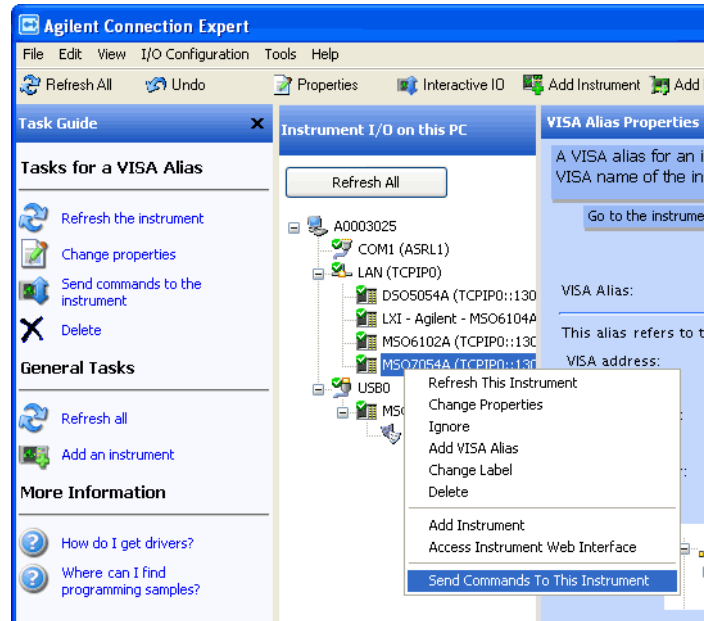 Agilent Connection Expert
File Edit View I/O Configuration Tools Help
Refresh All Undo Properties Interactive IO Add Instrument Add
Task Guide
Tasks for a VISA Alias
Refresh the instrument
Change properties
Send commands to the
instrument
Delete
General Tasks
Refresh all
Add an instrument
More Information
How do I get drivers?
Where can I find
programming samples?
Instrument I/O on this PC
Refresh All
A0003025
COM1 (ASRL1)
LAN (TCPIP0)
DSO5054A (TCPIP0::130
LXI - Agilent - MSO6104A
MSO6102A (TCPIP0::130
MSO7054A (TCPIP0::130
USB0
MSO
Refresh This Instrument
Change Properties
Ignore
Add VISA Alias
Change Label
Delete
Add Instrument
Access Instrument Web Interface
Send Commands To This Instrument
VISA Alias Properties
A VISA alias for an i
VISA name of the in
Go to the instrume
VISA Alias:
This alias refers to t
VISA address: